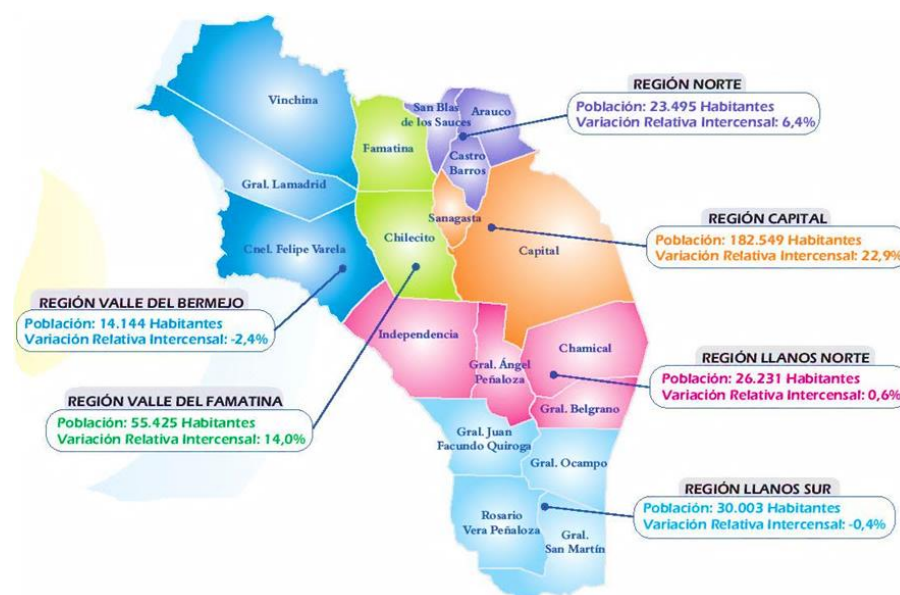 REGIÓN NORTE
Población: 23.495 Habitantes
Variación Relativa Intercensal: 6,4%
REGIÓN CAPITAL
Población: 182.549 Habitantes
Variación Relativa Intercensal: 22,9%
REGIÓN VALLE DEL BERMEJO
Población: 14.144 Habitantes
Variación Relativa Intercensal: -2,4%
REGIÓN LLANOS NORTE
Población: 26.231 Habitantes
Variación Relativa Intercensal: 0,6%
REGIÓN VALLE DEL FAMATINA
Población: 55.425 Habitantes
Variación Relativa Intercensal: 14,0%
REGIÓN LLANOS SUR
Población: 30.003 Habitantes
Variación Relativa Intercensal: -0,4%
Vinchina
San Blas
de los Sauces
Arauco
Famatina
Castro
Barros
Gral. Lamadrid
Sanagasta
Chilecito
Capital
Cnel. Felipe Varela
Independencia
Chamical
Gral. Ángel
Peñaloza
Gral. Belgrano
Gral. Juan
Facundo Quiroga
Gral. Ocampo
Rosario
Vera Peñaloza
Gral.
San Martín